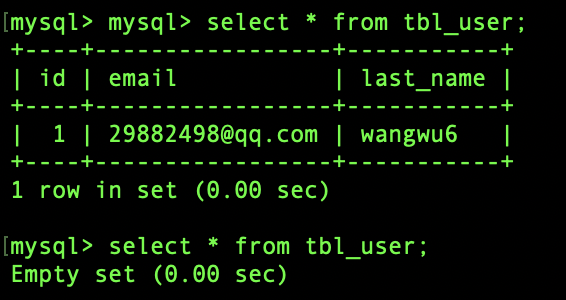 [mysql> mysql> select * from tbl_user;
+----+-----------------+-----------+
| id | email           | last_name |
+----+-----------------+-----------+
|  1 | 29882498@qq.com | wangwu6   |
+----+-----------------+-----------+
1 row in set (0.00 sec)
[mysql> select * from tbl_user;
Empty set (0.00 sec)